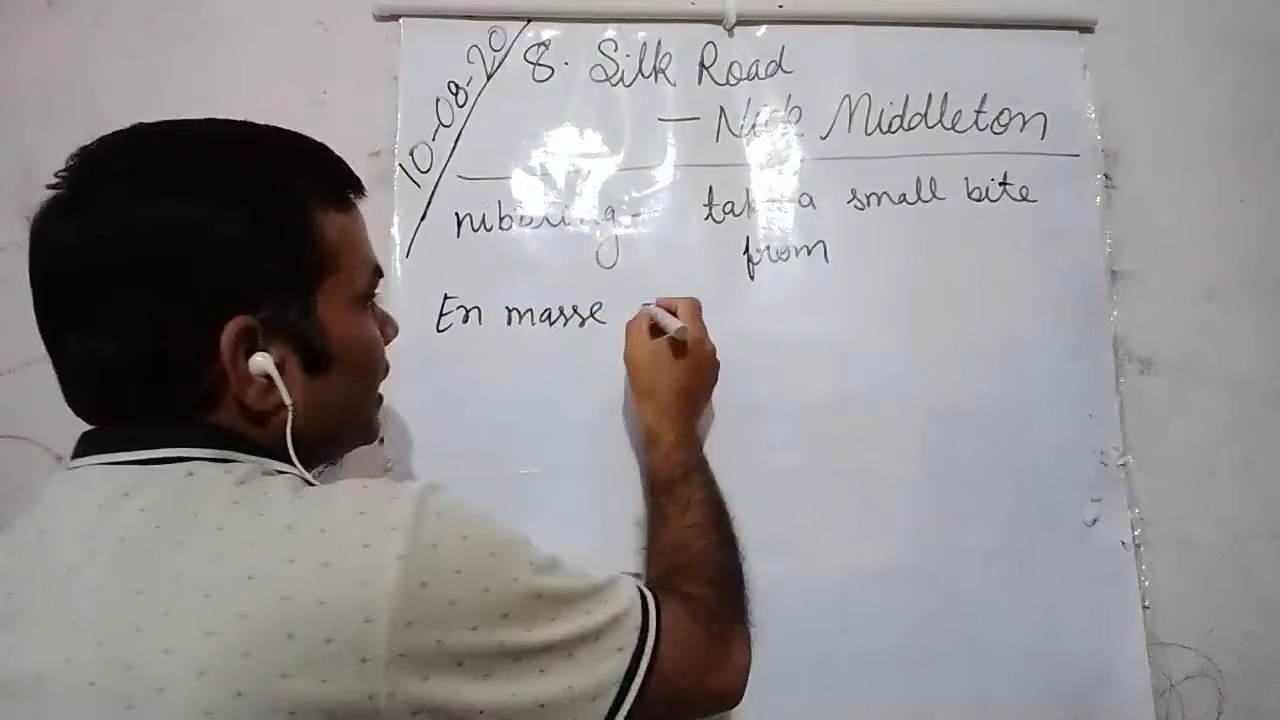 10-08-20
8. Silk Road
— Nick Middleton
nibbling - take a small bite
from
En masse